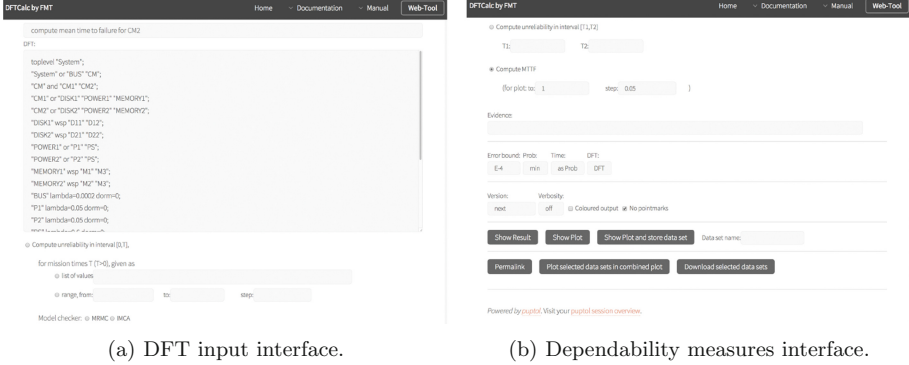 DFTCalc by FMT Home Documentation Manual Web-Tool
compute mean time to failure for CM2
DFT:
toplevel "System";
"System" or "BUS" "CM";
"CM" and "CM1" "CM2";
"CM1" or "DISK1" "POWER1" "MEMORY1";
"CM2" or "DISK2" "POWER2" "MEMORY2";
"DISK1" wsp "D11" "D12";
"DISK2" wsp "D21" "D22";
"POWER1" or "P1" "PS";
"POWER2" or "P2" "PS";
"MEMORY1" wsp "M1" "M3";
"MEMORY2" wsp "M2" "M3";
"BUS" lambda=0.0002 dorm=0;
"P1" lambda=0.05 dorm=0;
"P2" lambda=0.05 dorm=0;
Compute unreliability in interval [0,T],
for mission times T (T>0), given as
list of values
range, from: to: step:
Model checker: MRMC IMCA
(a) DFT input interface.
DFTCalc by FMT Home Documentation Manual Web-Tool
Compute unreliability in interval [T1,T2]
T1: T2:
Compute MTTF
(for plot: to: 1 step: 0.05 )
Evidence:
Error bound: Prob: Time: DFT:
E-4 min as Prob DFT
Version: Verbosity:
next off Coloured output No pointmarks
Show Result Show Plot Show Plot and store data set Data set name:
Permalink Plot selected data sets in combined plot Download selected data sets
Powered by puptol. Visit your puptol session overview.
(b) Dependability measures interface.